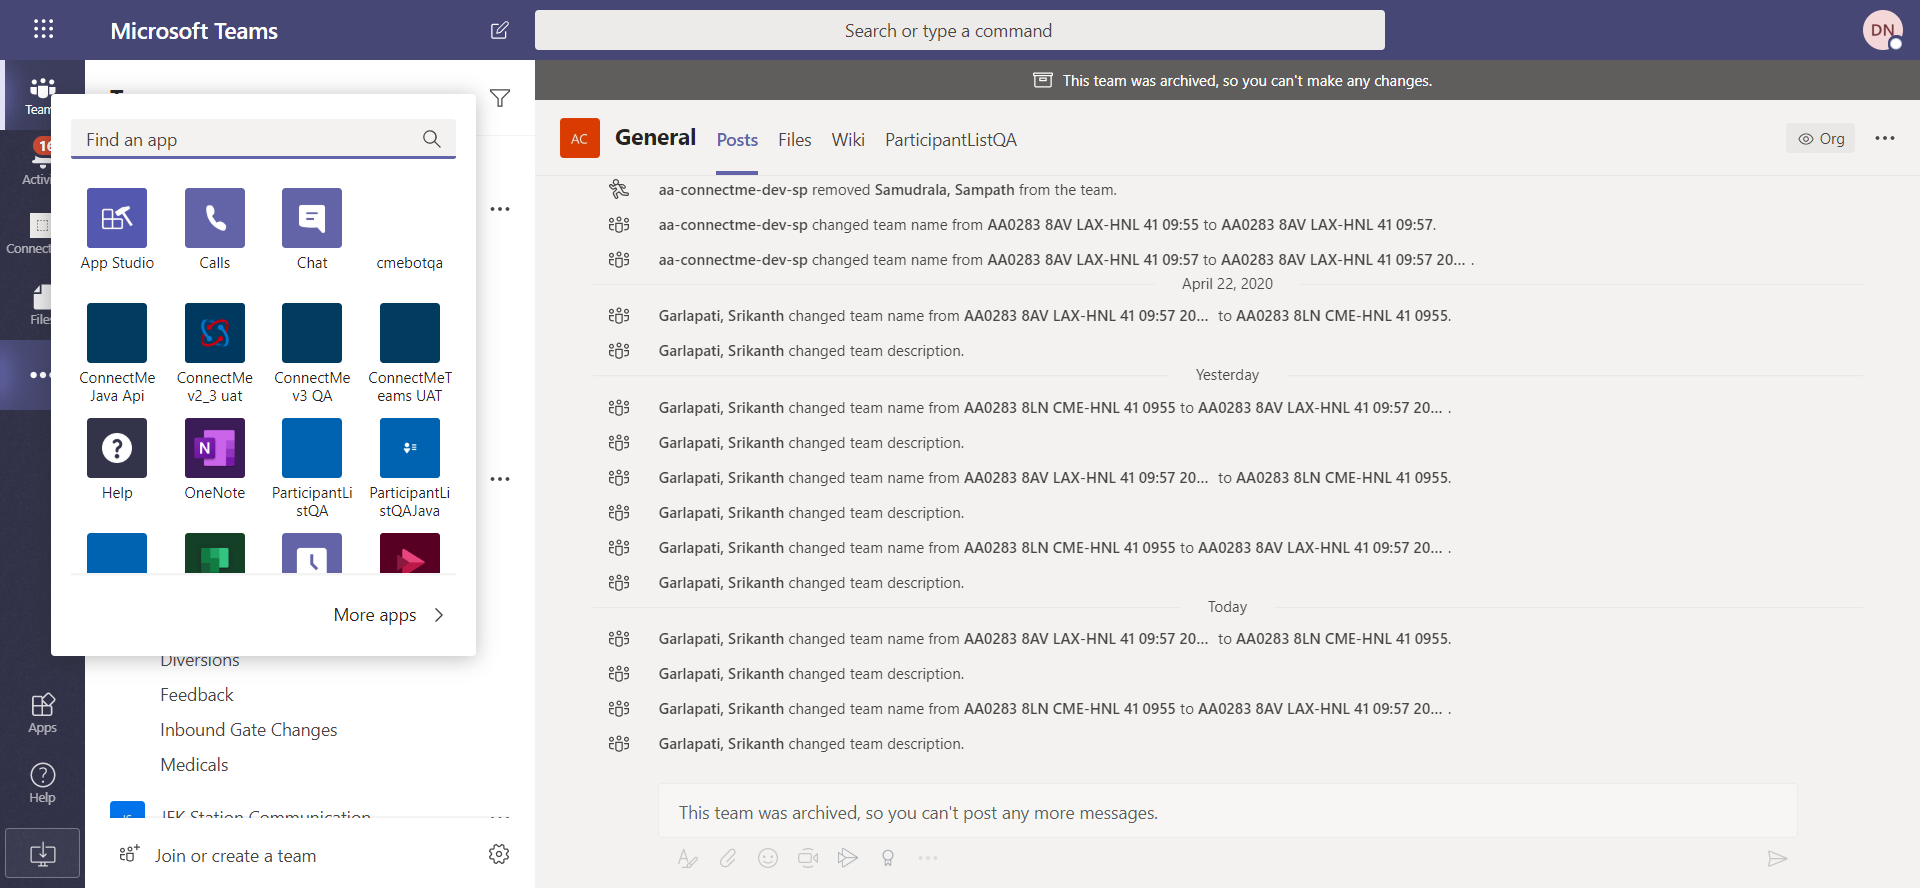 Microsoft Teams
Search or type a command
DN
This team was archived, so you can't make any changes.
Find an app
App Studio
Calls
Chat
cmebotqa
ConnectMe
Java Api
ConnectMe
v2_3 uat
ConnectMe
v3 QA
ConnectMeT
eams UAT
Help
OneNote
ParticipantLi
stQA
ParticipantLi
stQAJava
More apps
Team
16
Activi
Connect
Files
Apps
Help
Diversions
Feedback
Inbound Gate Changes
Medicals
JFK Station Communication
Join or create a team
AC
General
Posts
Files
Wiki
ParticipantListQA
Org
aa-connectme-dev-sp removed Samudrala, Sampath from the team.
aa-connectme-dev-sp changed team name from AA0283 8AV LAX-HNL 41 09:55 to AA0283 8AV LAX-HNL 41 09:57.
aa-connectme-dev-sp changed team name from AA0283 8AV LAX-HNL 41 09:57 to AA0283 8AV LAX-HNL 41 09:57 20... .
April 22, 2020
Garlapati, Srikanth changed team name from AA0283 8AV LAX-HNL 41 09:57 20... to AA0283 8LN CME-HNL 41 0955.
Garlapati, Srikanth changed team description.
Yesterday
Garlapati, Srikanth changed team name from AA0283 8LN CME-HNL 41 0955 to AA0283 8AV LAX-HNL 41 09:57 20... .
Garlapati, Srikanth changed team description.
Garlapati, Srikanth changed team name from AA0283 8AV LAX-HNL 41 09:57 20... to AA0283 8LN CME-HNL 41 0955.
Garlapati, Srikanth changed team description.
Garlapati, Srikanth changed team name from AA0283 8LN CME-HNL 41 0955 to AA0283 8AV LAX-HNL 41 09:57 20... .
Garlapati, Srikanth changed team description.
Today
Garlapati, Srikanth changed team name from AA0283 8AV LAX-HNL 41 09:57 20... to AA0283 8LN CME-HNL 41 0955.
Garlapati, Srikanth changed team description.
Garlapati, Srikanth changed team name from AA0283 8LN CME-HNL 41 0955 to AA0283 8AV LAX-HNL 41 09:57 20... .
Garlapati, Srikanth changed team description.
This team was archived, so you can't post any more messages.